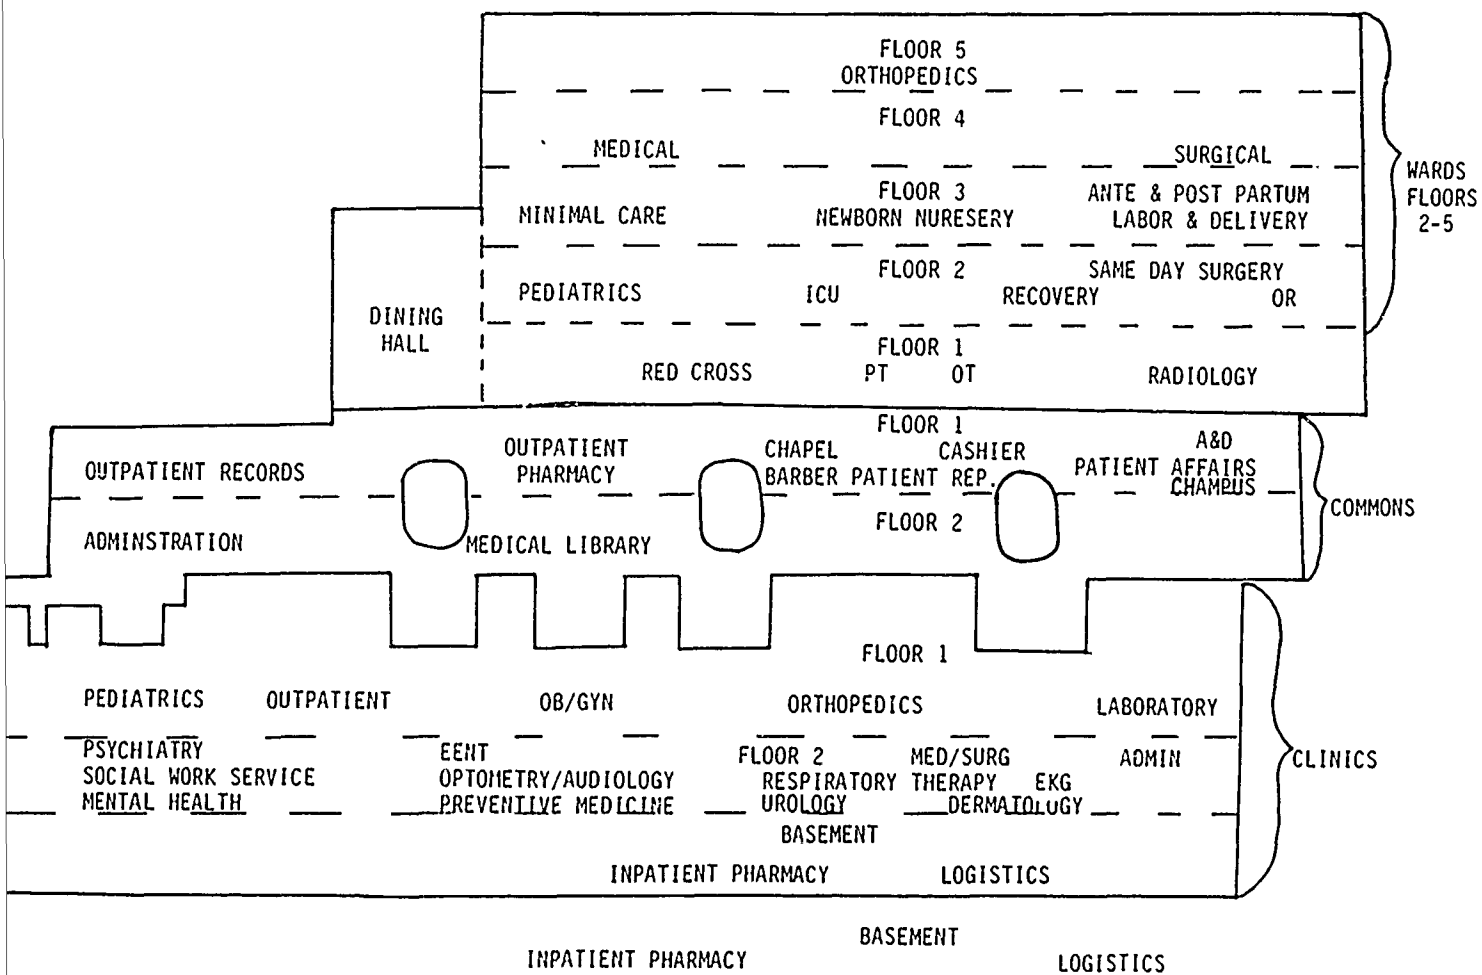 FLOOR 5
ORTHOPEDICS
FLOOR 4
MEDICAL SURGICAL
FLOOR 3 ANTE & POST PARTUM
MINIMAL CARE NEWBORN NURESERY LABOR & DELIVERY
WARDS
FLOORS
2-5
FLOOR 2 SAME DAY SURGERY
PEDIATRICS ICU RECOVERY OR
DINING
HALL
FLOOR 1
RED CROSS PT OT RADIOLOGY
FLOOR 1
OUTPATIENT RECORDS
OUTPATIENT
PHARMACY
CHAPEL CASHIER
BARBER PATIENT REP.
A&D
PATIENT AFFAIRS
CHAMPUS
COMMONS
FLOOR 2
ADMINSTRATION MEDICAL LIBRARY
FLOOR 1
PEDIATRICS OUTPATIENT OB/GYN ORTHOPEDICS LABORATORY
PSYCHIATRY EENT FLOOR 2 MED/SURG ADMIN
CLINICS
SOCIAL WORK SERVICE OPTOMETRY/AUDIOLOGY RESPIRATORY THERAPY EKG
MENTAL HEALTH PREVENTIVE MEDICINE UROLOGY DERMATOLOGY
BASEMENT
INPATIENT PHARMACY LOGISTICS
BASEMENT
INPATIENT PHARMACY LOGISTICS